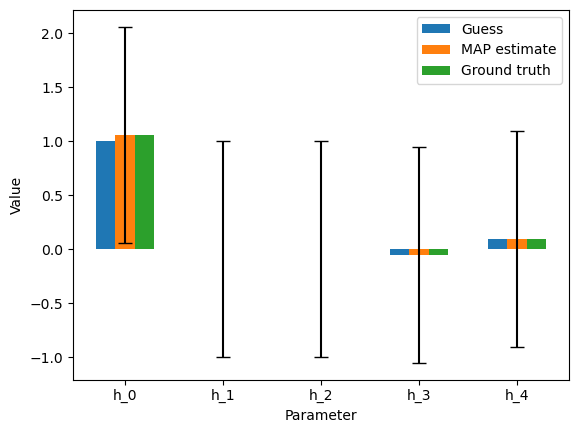 Guess
MAP estimate
Ground truth
Value
2.0
1.5
1.0
0.5
0.0
−0.5
−1.0
h_0 h_1 h_2 h_3 h_4
Parameter